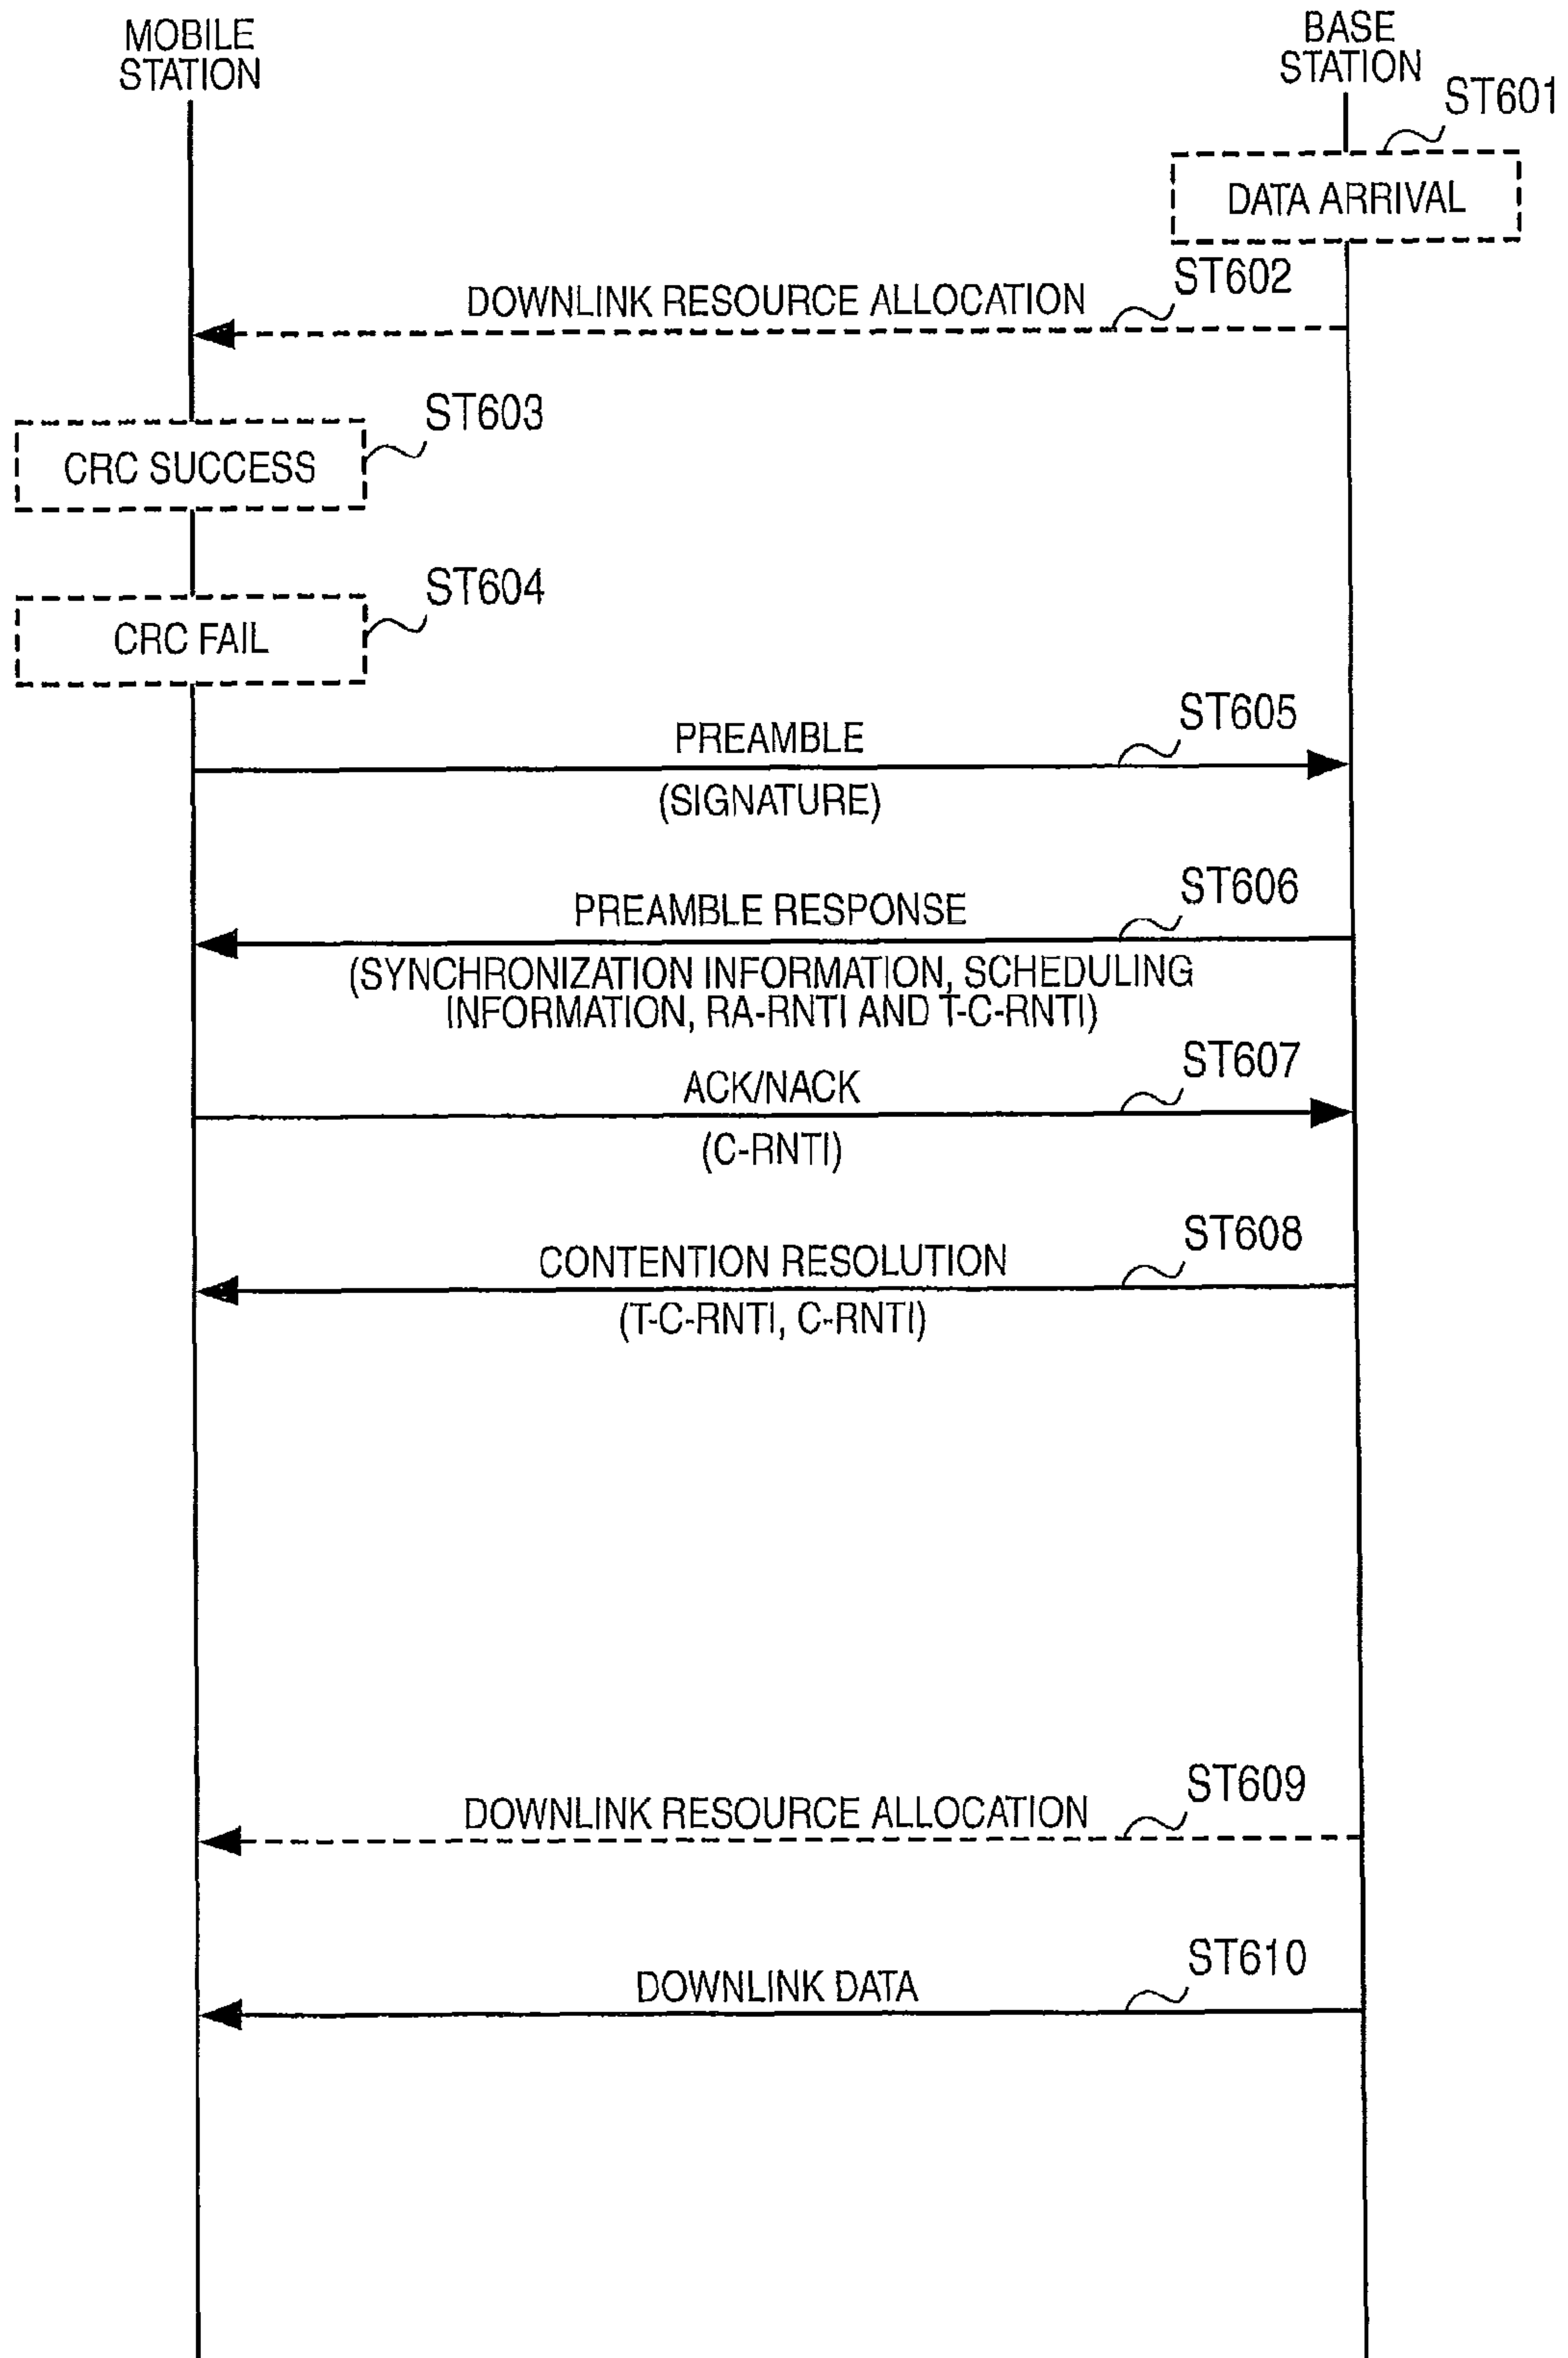 MOBILE
STATION
BASE
STATION
ST601
DATA ARRIVAL
ST602
DOWNLINK RESOURCE ALLOCATION
ST603
CRC SUCCESS
ST604
CRC FAIL
ST605
PREAMBLE
(SIGNATURE)
ST606
PREAMBLE RESPONSE
(SYNCHRONIZATION INFORMATION, SCHEDULING
INFORMATION, RA-RNTI AND T-C-RNTI)
ST607
ACK/NACK
(C-RNTI)
ST608
CONTENTION RESOLUTION
(T-C-RNTI, C-RNTI)
ST609
DOWNLINK RESOURCE ALLOCATION
ST610
DOWNLINK DATA